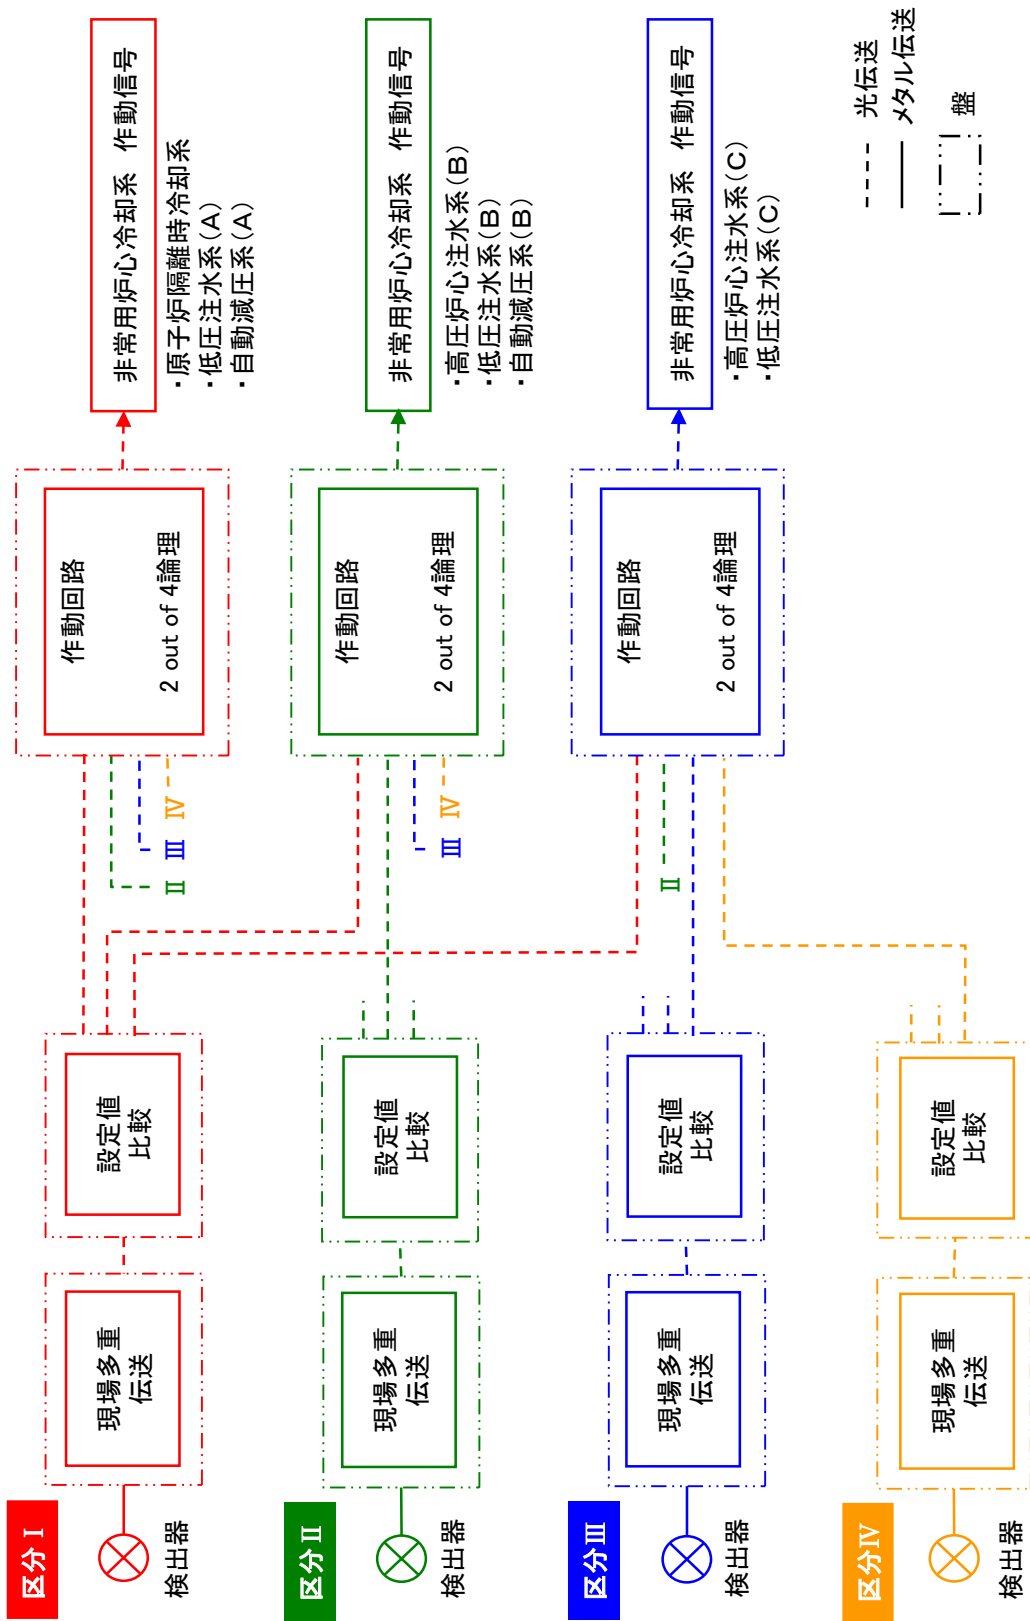 区分Ⅰ
検出器
現場多重
伝送
設定値
比較
Ⅱ
Ⅲ
Ⅳ
作動回路
2 out of 4論理
非常用炉心冷却系 作動信号
・原子炉隔離時冷却系
・低圧注水系(A)
・自動減圧系(A)
区分Ⅱ
検出器
現場多重
伝送
設定値
比較
Ⅲ
Ⅳ
作動回路
2 out of 4論理
非常用炉心冷却系 作動信号
・高圧炉心注水系(B)
・低圧注水系(B)
・自動減圧系(B)
区分Ⅲ
検出器
現場多重
伝送
設定値
比較
Ⅱ
作動回路
2 out of 4論理
非常用炉心冷却系 作動信号
・高圧炉心注水系(C)
・低圧注水系(C)
区分Ⅳ
検出器
現場多重
伝送
設定値
比較
光伝送
メタル伝送
盤